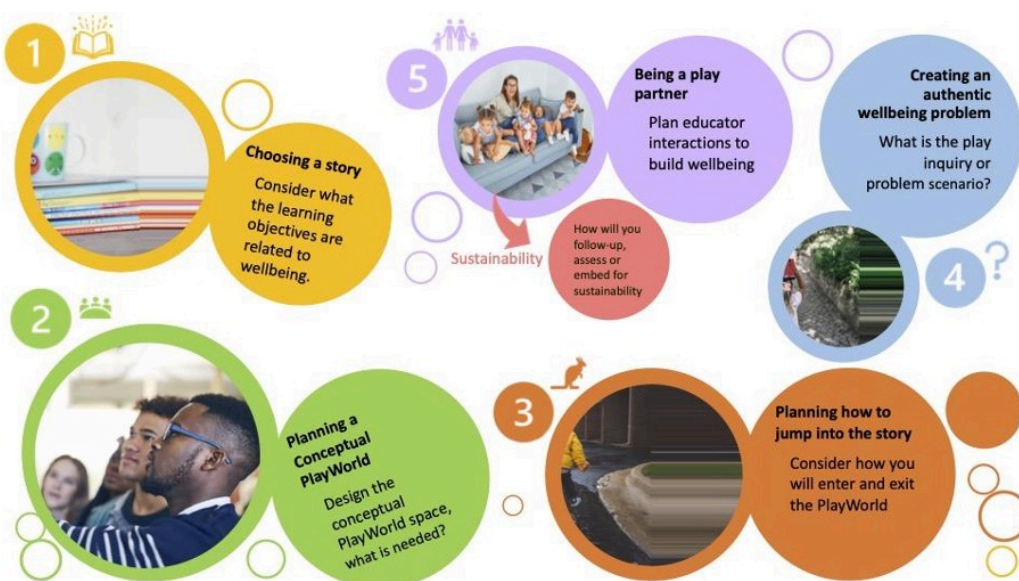 1
Choosing a story
Consider what
the learning
objectives are
related to
wellbeing.
2
Planning a
Conceptual
PlayWorld
Design the
conceptual
PlayWorld space,
what is needed?
3
Planning how to
jump into the story
Consider how you
will enter and exit
the PlayWorld
4
?
Creating an
authentic
wellbeing problem
What is the play
inquiry or
problem scenario?
5
Being a play
partner
Plan educator
interactions to
build wellbeing
Sustainability
How will you
follow-up,
assess or
embed for
sustainability